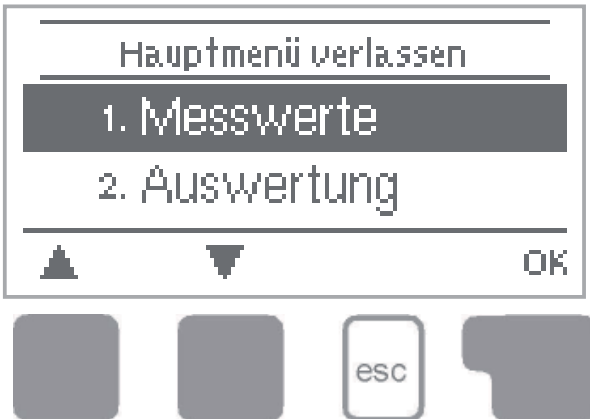 Hauptmenü verlassen
1. Messwerte
2. Auswertung
▲ ▼ OK
esc